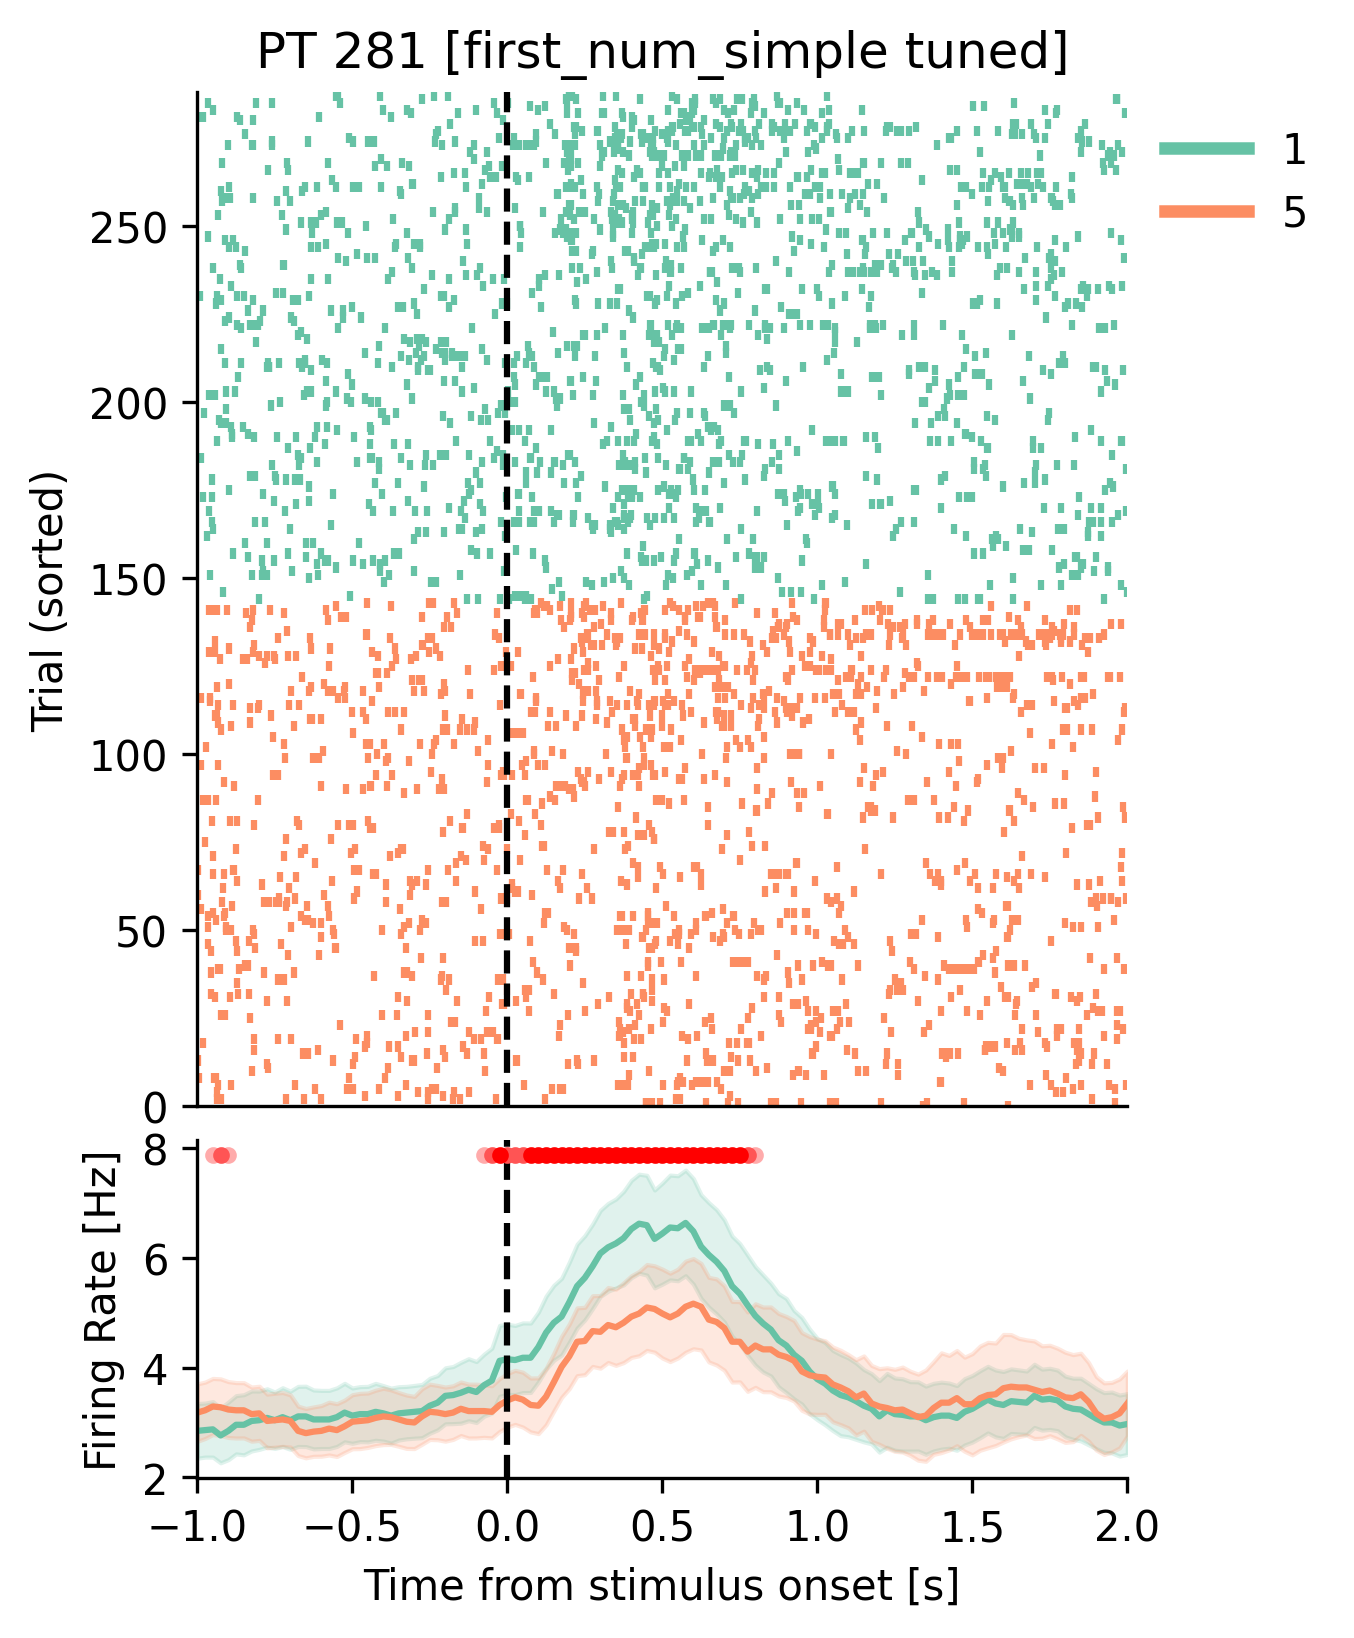 PT 281 [first_num_simple tuned]
1
5
Trial (sorted)
250
200
150
100
50
0
Firing Rate [Hz]
8
6
4
2
−1.0 −0.5 0.0 0.5 1.0 1.5 2.0
Time from stimulus onset [s]